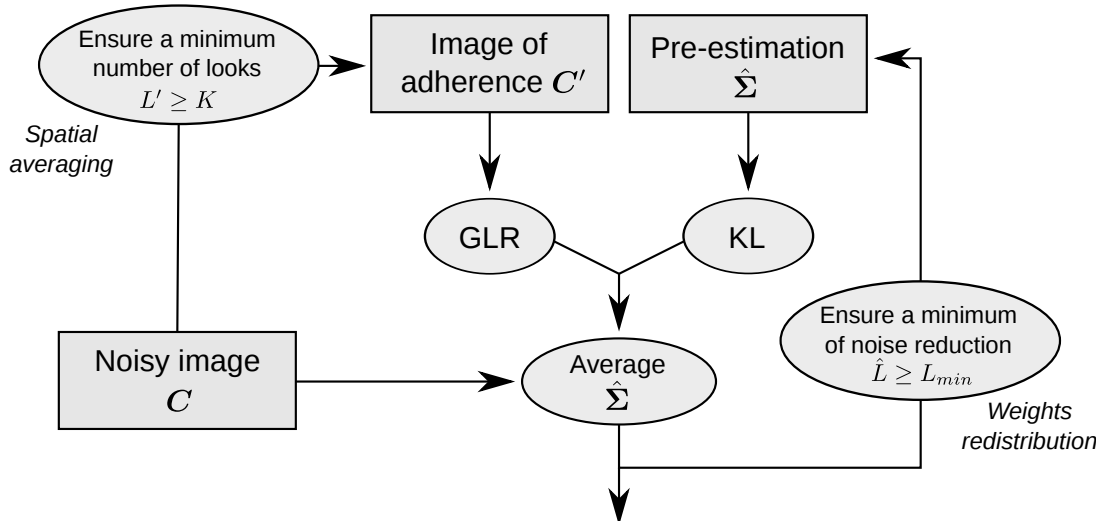 Ensure a minimum
number of looks
L′ ≥ K
Spatial
averaging
Image of
adherence C′
Pre-estimation
Σ̂
GLR
KL
Noisy image
C
Average
Σ̂
Ensure a minimum
of noise reduction
L̂ ≥ Lmin
Weights
redistribution